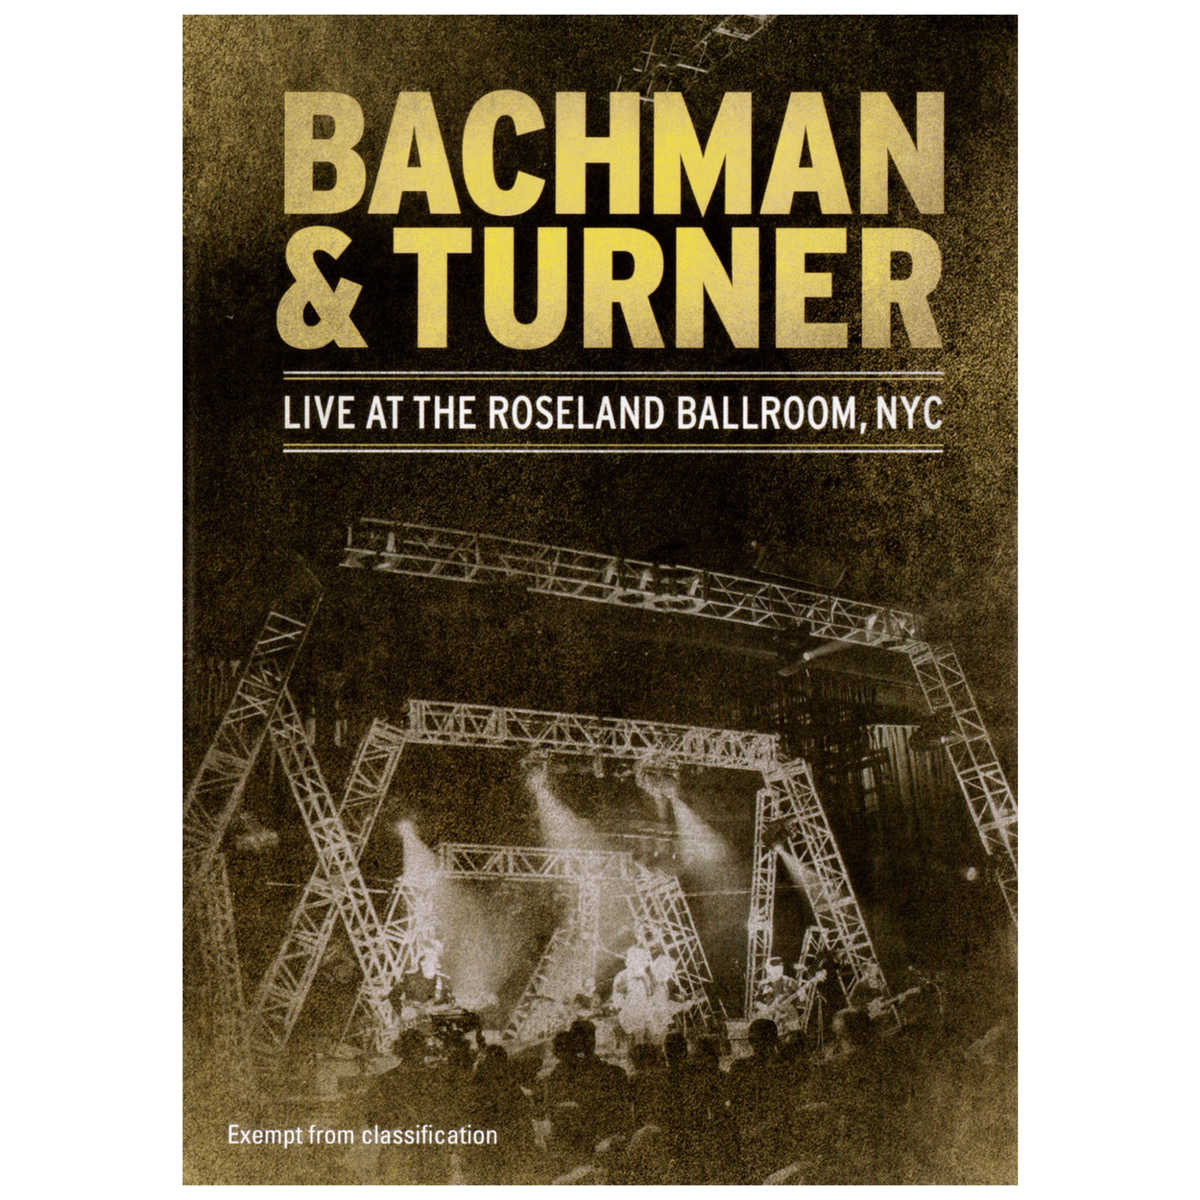 BACHMAN
& TURNER
LIVE AT THE ROSELAND BALLROOM, NYC
Exempt from classification